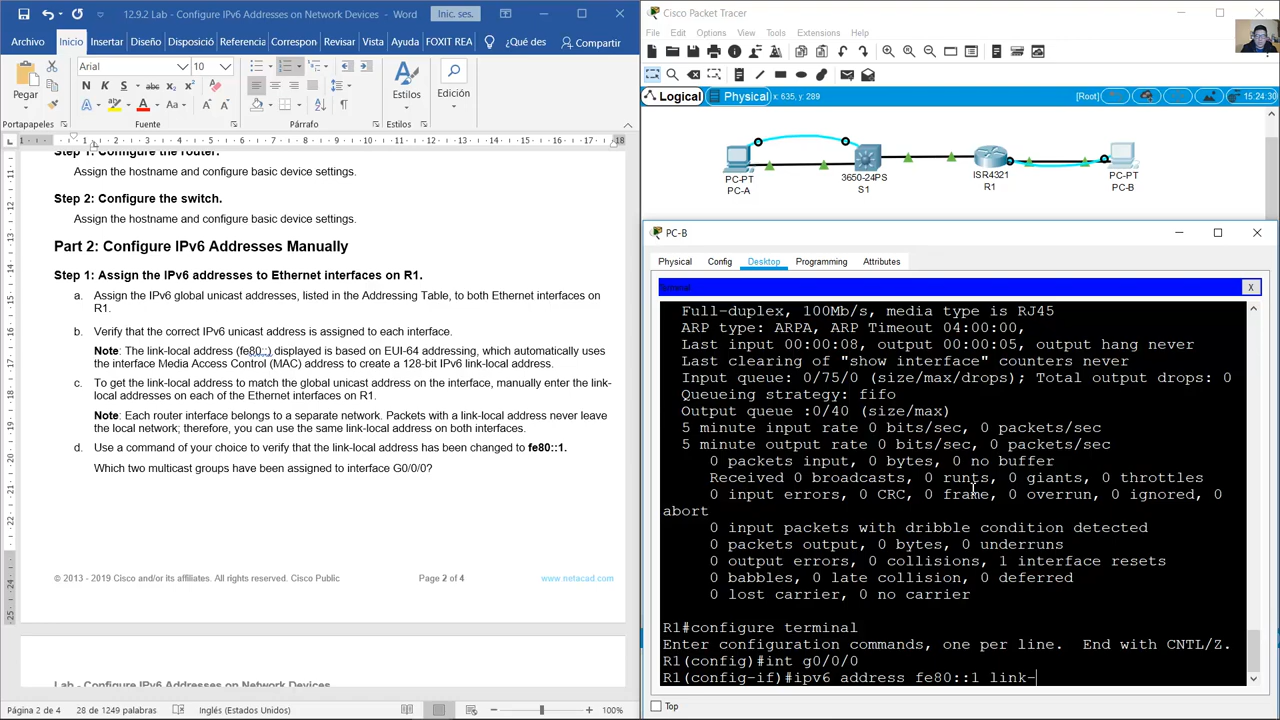 12.9.2 Lab - Configure IPv6 Addresses on Network Devices - Word
Inic. ses.
Archivo
Inicio
Insertar
Diseño
Disposició
Referencia
Correspon
Revisar
Vista
Ayuda
FOXIT REA
¿Qué des
Compartir
Pegar
Arial
10
Estilos
Edición
Portapapeles
Fuente
Párrafo
Estilos
Step 1: Configure the router.
Assign the hostname and configure basic device settings.
Step 2: Configure the switch.
Assign the hostname and configure basic device settings.
Part 2: Configure IPv6 Addresses Manually
Step 1: Assign the IPv6 addresses to Ethernet interfaces on R1.
a. Assign the IPv6 global unicast addresses, listed in the Addressing Table, to both Ethernet interfaces on
R1.
b. Verify that the correct IPv6 unicast address is assigned to each interface.
Note: The link-local address (fe80::) displayed is based on EUI-64 addressing, which automatically uses
the interface Media Access Control (MAC) address to create a 128-bit IPv6 link-local address.
c. To get the link-local address to match the global unicast address on the interface, manually enter the link-
local addresses on each of the Ethernet interfaces on R1.
Note: Each router interface belongs to a separate network. Packets with a link-local address never leave
the local network; therefore, you can use the same link-local address on both interfaces.
d. Use a command of your choice to verify that the link-local address has been changed to fe80::1.
Which two multicast groups have been assigned to interface G0/0/0?
© 2013 - 2019 Cisco and/or its affiliates. All rights reserved. Cisco Public
Page 2 of 4
www.netacad.com
Lab - Configure IPv6 Addresses on Network Devices
Página 2 de 4
28 de 1249 palabras
Inglés (Estados Unidos)
Cisco Packet Tracer
File
Edit
Options
View
Tools
Extensions
Help
Logical
Physical
x: 635, y: 289
[Root]
15:24:30
PC-PT
PC-A
3650-24PS
S1
ISR4321
R1
PC-PT
PC-B
PC-B
Physical
Config
Desktop
Programming
Attributes
Terminal
X
Full-duplex, 100Mb/s, media type is RJ45
ARP type: ARPA, ARP Timeout 04:00:00,
Last input 00:00:08, output 00:00:05, output hang never
Last clearing of "show interface" counters never
Input queue: 0/75/0 (size/max/drops); Total output drops: 0
Queueing strategy: fifo
Output queue :0/40 (size/max)
5 minute input rate 0 bits/sec, 0 packets/sec
5 minute output rate 0 bits/sec, 0 packets/sec
0 packets input, 0 bytes, 0 no buffer
Received 0 broadcasts, 0 runts, 0 giants, 0 throttles
0 input errors, 0 CRC, 0 frame, 0 overrun, 0 ignored, 0
abort
0 input packets with dribble condition detected
0 packets output, 0 bytes, 0 underruns
0 output errors, 0 collisions, 1 interface resets
0 babbles, 0 late collision, 0 deferred
0 lost carrier, 0 no carrier
R1#configure terminal
Enter configuration commands, one per line. End with CNTL/Z.
R1(config)#int g0/0/0
R1(config-if)#ipv6 address fe80::1 link-
Top